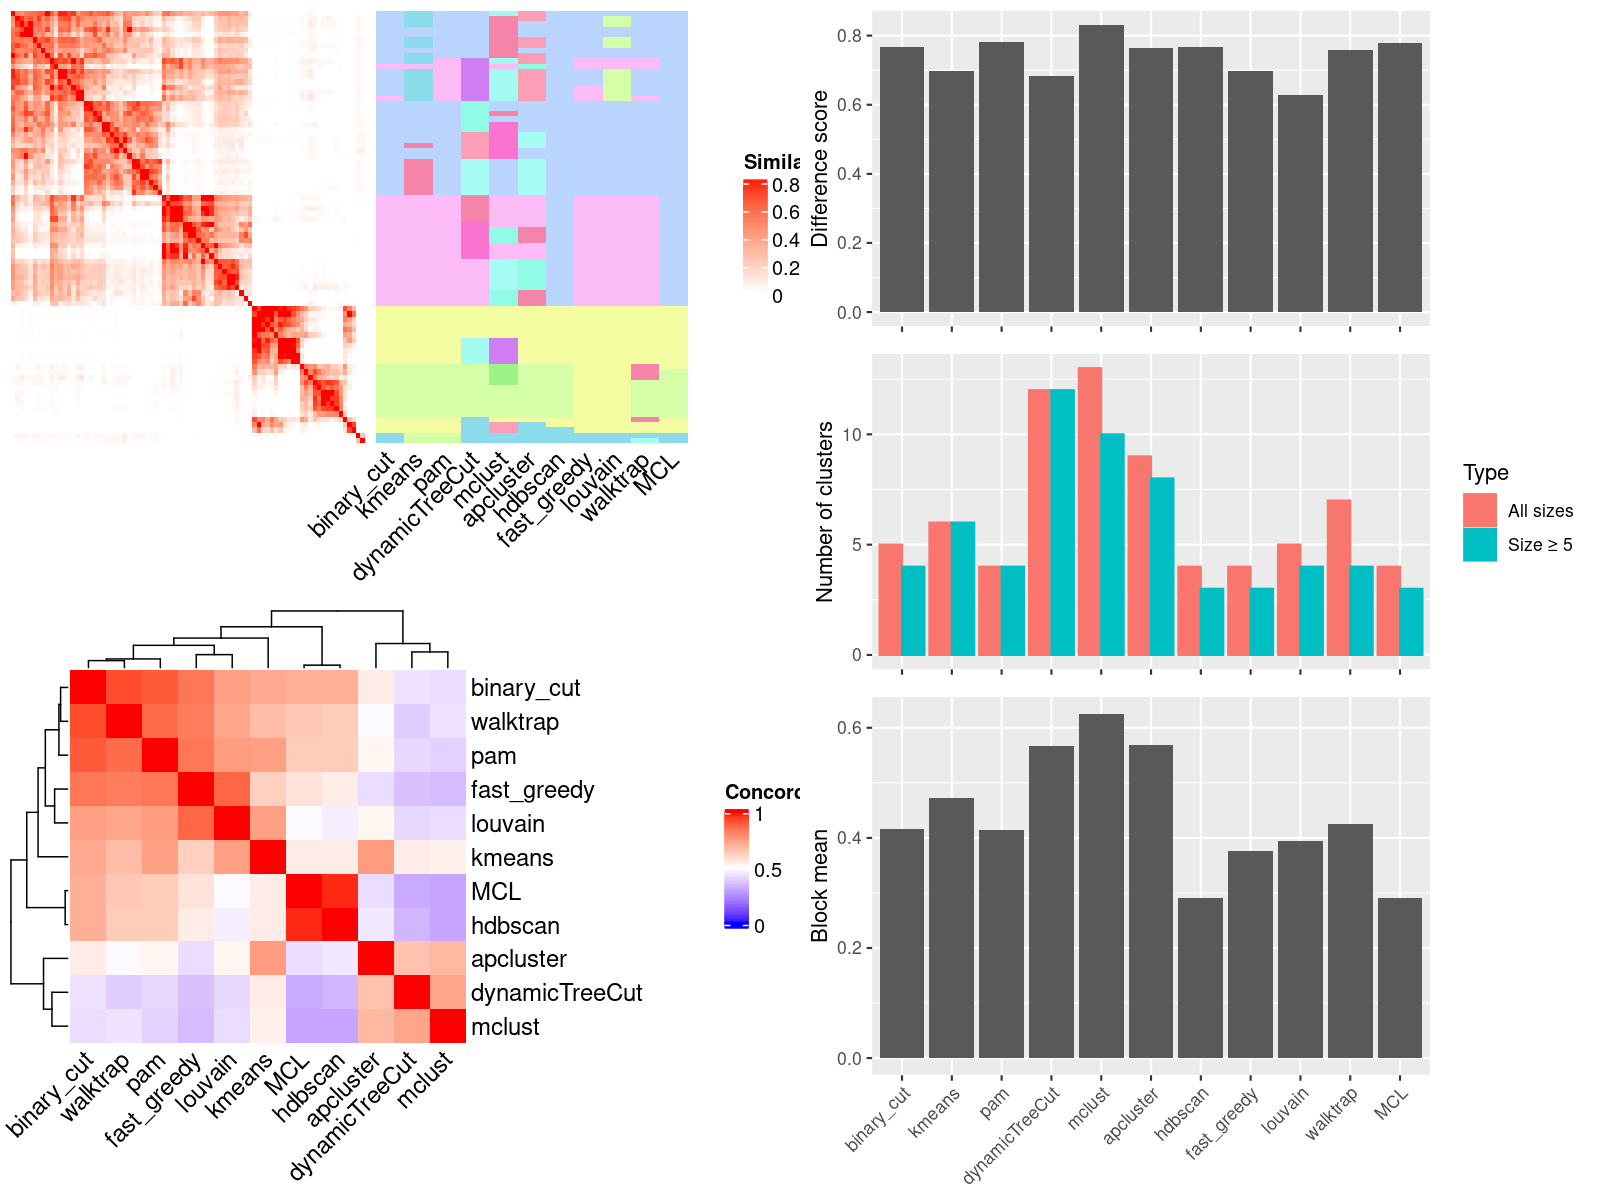 Simila
0.8
0.6
0.4
0.2
0
binary_cut
kmeans
pam
dynamicTreeCut
mclust
apcluster
hdbscan
fast_greedy
louvain
walktrap
MCL
binary_cut
walktrap
pam
fast_greedy
louvain
kmeans
MCL
hdbscan
apcluster
dynamicTreeCut
mclust
Concord
1
0.5
0
binary_cut
walktrap
pam
fast_greedy
louvain
kmeans
MCL
hdbscan
apcluster
dynamicTreeCut
mclust
Difference score
0.8
0.6
0.4
0.2
0.0
Number of clusters
10
5
0
Type
All sizes
Size ≥ 5
Block mean
0.6
0.4
0.2
0.0
binary_cut
kmeans
pam
dynamicTreeCut
mclust
apcluster
hdbscan
fast_greedy
louvain
walktrap
MCL